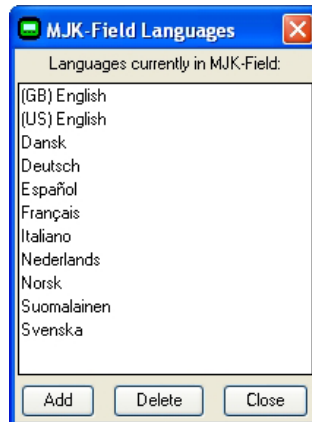 MJK-Field Languages
Languages currently in MJK-Field:
(GB) English
(US) English
Dansk
Deutsch
Español
Français
Italiano
Nederlands
Norsk
Suomalainen
Svenska
Add Delete Close